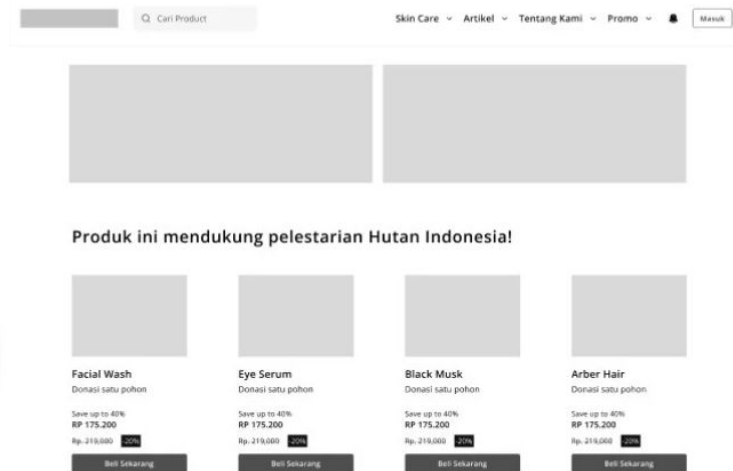 Cari Product
Skin Care Artikel Tentang Kami Promo Masuk
Produk ini mendukung pelestarian Hutan Indonesia!
Facial Wash Eye Serum Black Musk Arber Hair
Donasi satu pohon Donasi satu pohon Donasi satu pohon Donasi satu pohon
Save up to 40% Save up to 40% Save up to 40% Save up to 40%
RP 175.200 RP 175.200 RP 175.200 RP 175.200
Rp. 219,000 -20% Rp. 219,000 -20% Rp. 219,000 -20% Rp. 219,000 -20%
Beli Sekarang Beli Sekarang Beli Sekarang Beli Sekarang